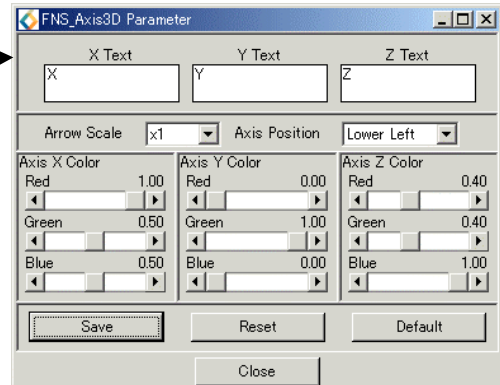 FNS_Axis3D Parameter
X Text Y Text Z Text
X Y Z
Arrow Scale x1 Axis Position Lower Left
Axis X Color Axis Y Color Axis Z Color
Red 1.00 Red 0.00 Red 0.40
Green 0.50 Green 1.00 Green 0.40
Blue 0.50 Blue 0.00 Blue 1.00
Save Reset Default
Close